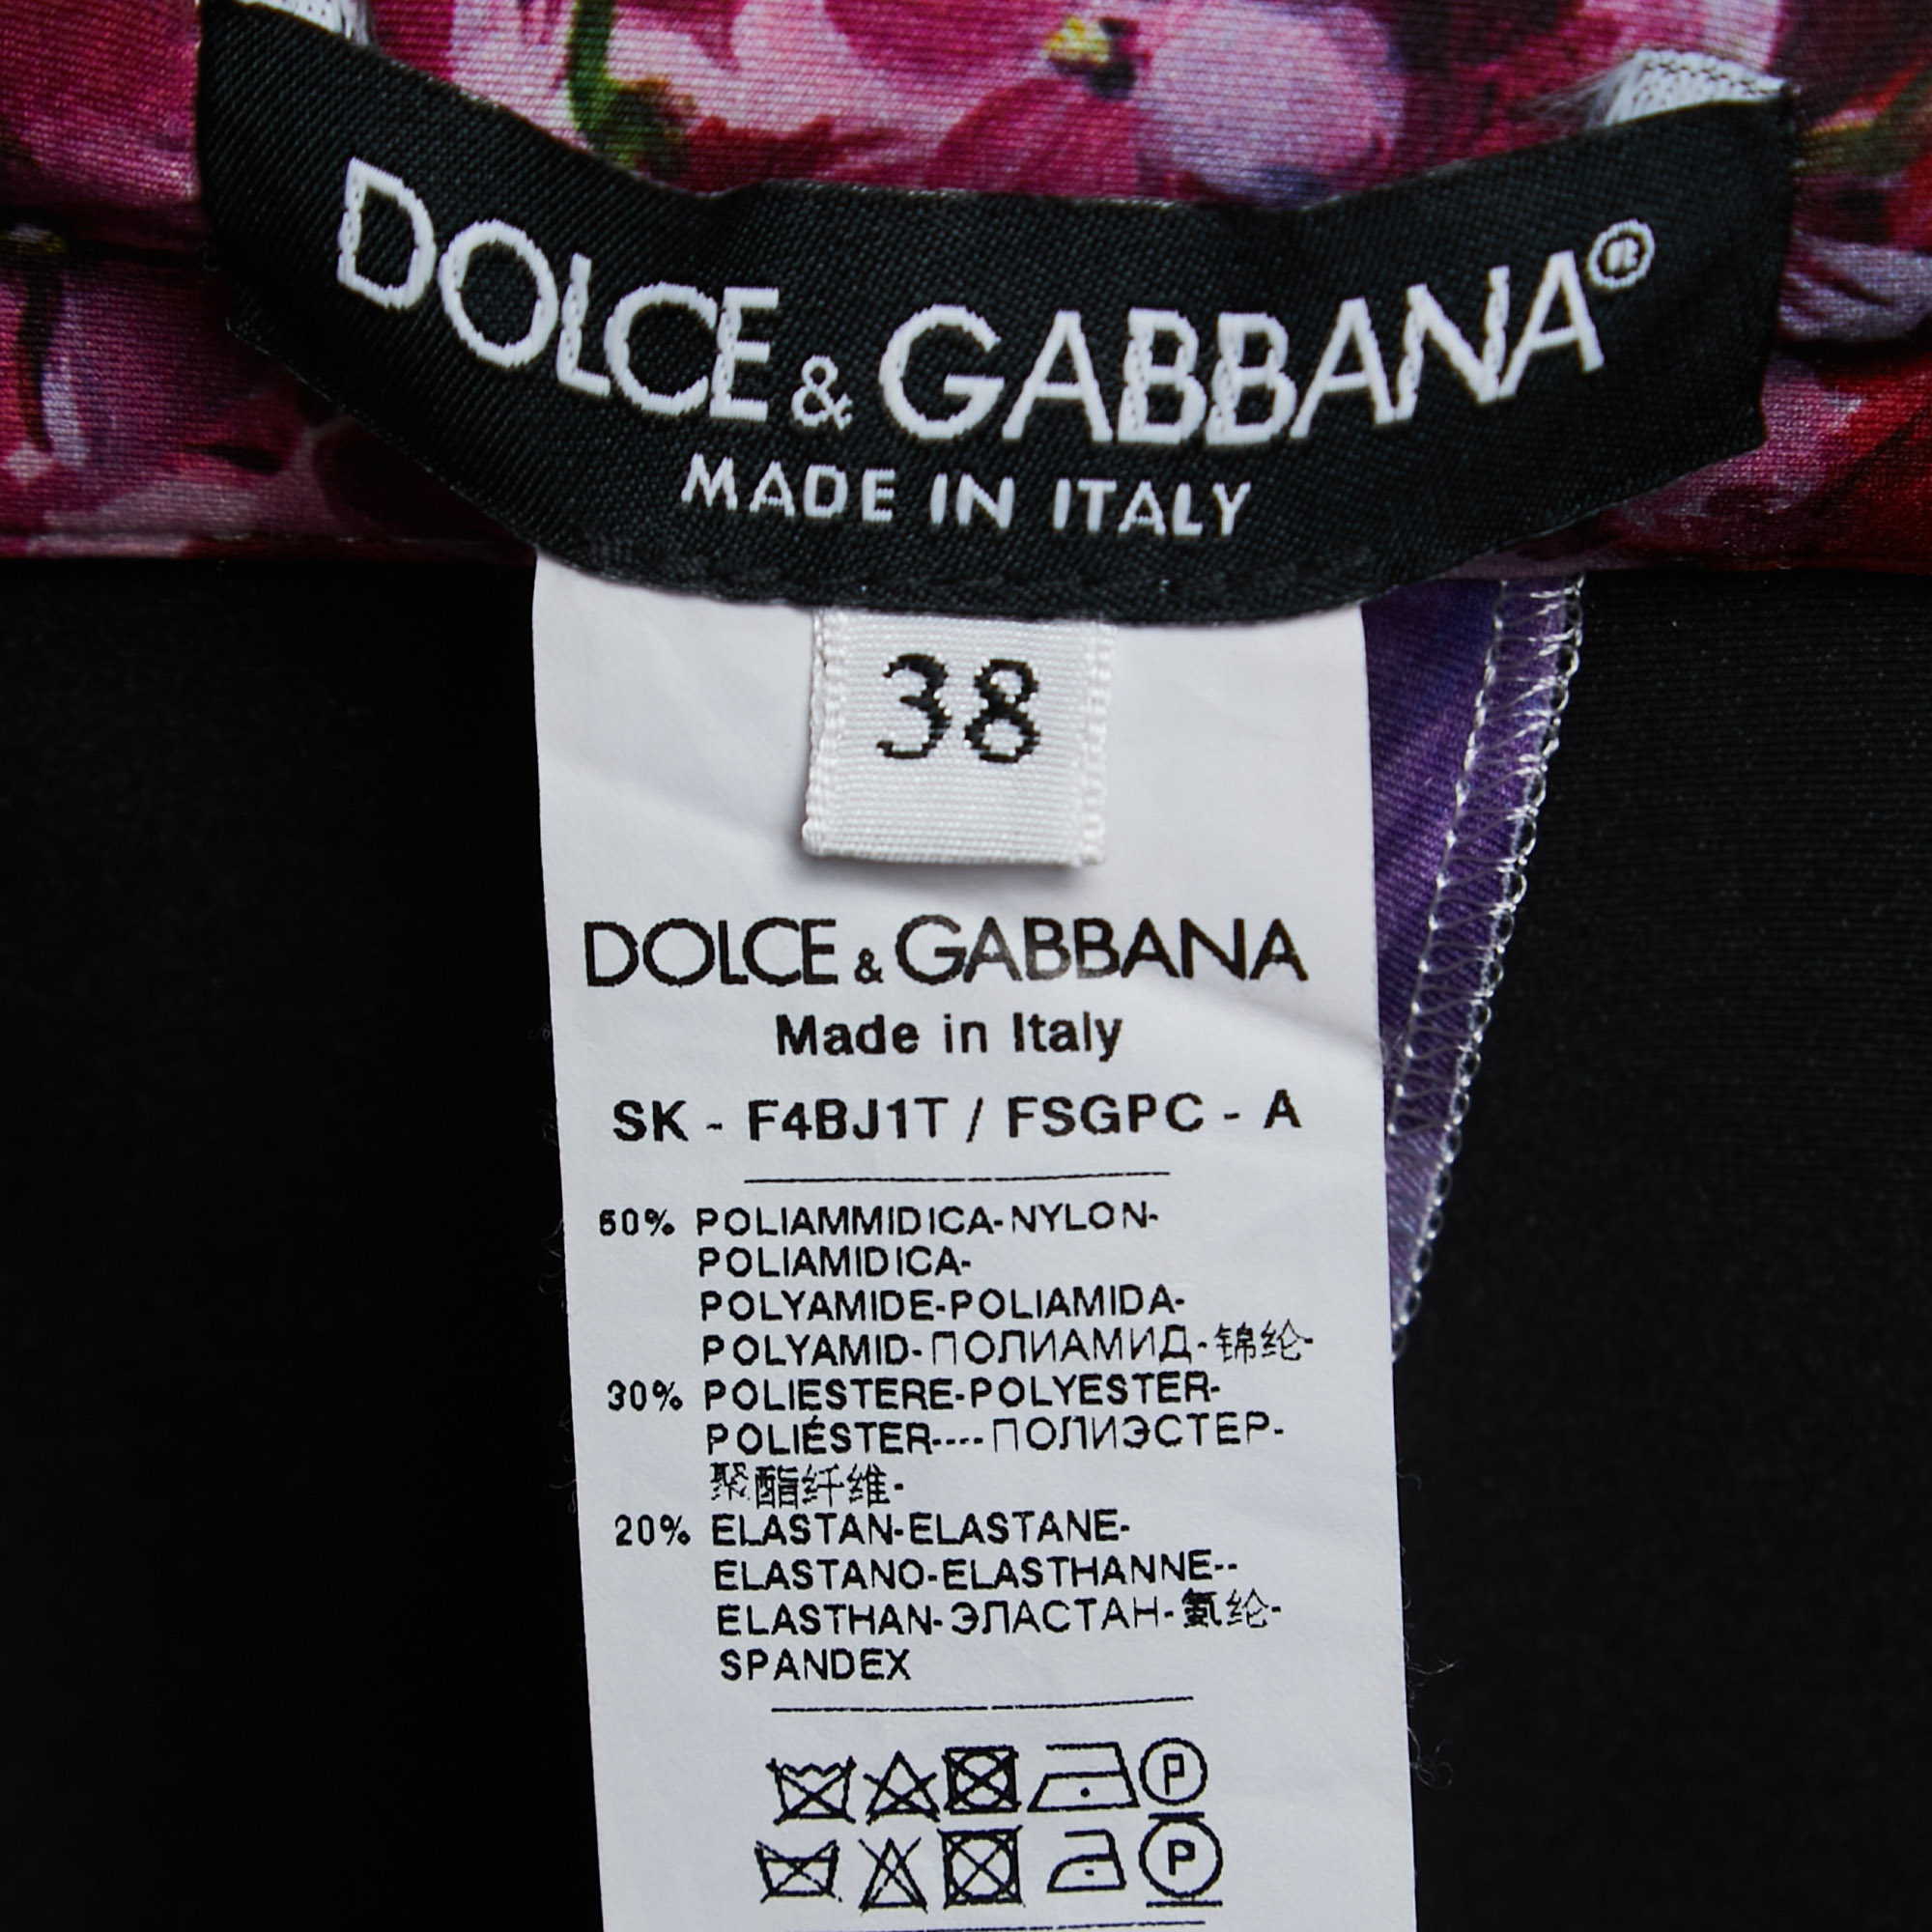 DOLCE & GABBANA®
MADE IN ITALY
38
DOLCE & GABBANA
Made in Italy
SK - F4BJ1T / FSGPC - A
50% POLIAMMIDICA-NYLON-
POLIAMIDICA-
POLYAMIDE-POLIAMIDA-
POLYAMID-ПОЛИАМИД-锦纶-
30% POLIESTERE-POLYESTER-
POLIÉSTER----ПОЛИЭСТЕР-
聚酯纤维-
20% ELASTAN-ELASTANE-
ELASTANO-ELASTHANNE--
ELASTHAN-ЭЛАСТАН-氨纶-
SPANDEX
P
P